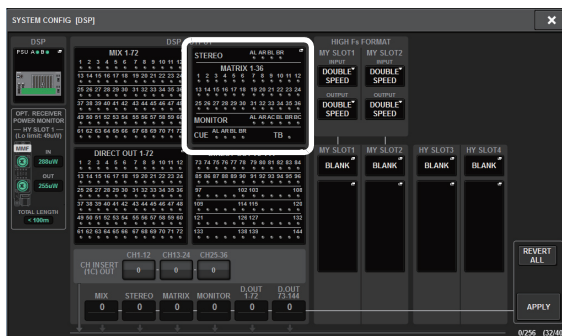 SYSTEM CONFIG [DSP]
DSP
PSU A B
OPT. RECEIVER
POWER MONITOR
HY SLOT 1
(Lo limit: 49uW)
MMF
IN
288uW
OUT
255uW
TOTAL LENGTH
< 100m
MIX 1-72
1 2 3 4 5 6 7 8 9 10 11 12
13 14 15 16 17 18 19 20 21 22 23 24
25 26 27 28 29 30 31 32 33 34 35 36
37 38 39 40 41 42 43 44 45 46 47 48
49 50 51 52 53 54 55 56 57 58 59 60
61 62 63 64 65 66 67 68 69 70 71 72
STEREO AL AR BL BR
MATRIX 1-36
1 2 3 4 5 6 7 8 9 10 11 12
13 14 15 16 17 18 19 20 21 22 23 24
25 26 27 28 29 30 31 32 33 34 35 36
MONITOR AL AR AC BL BR BC
CUE AL AR BL BR TB
DIRECT OUT 1-72
1 2 3 4 5 6 7 8 9 10 11 12
13 14 15 16 17 18 19 20 21 22 23 24
25 26 27 28 29 30 31 32 33 34 35 36
37 38 39 40 41 42 43 44 45 46 47 48
49 50 51 52 53 54 55 56 57 58 59 60
61 62 63 64 65 66 67 68 69 70 71 72
73 74 75 76 77 78 79 80 81 82 83 84
85 86 87 88 89 90 91 92 93 94 95 96
97 102 103 108
109 114 115 120
121 126 127 132
133 138 139 144
CH INSERT
(1C) OUT
CH1.12 CH13-24 CH25-36
0 0 0
MIX STEREO MATRIX MONITOR D.OUT 1.72 D.OUT 73.144
0 0 0 0 0 0
HIGH Fs FORMAT
MY SLOT1 MY SLOT2
INPUT INPUT
DOUBLE SPEED DOUBLE SPEED
OUTPUT OUTPUT
DOUBLE SPEED DOUBLE SPEED
MY SLOT1 MY SLOT2 HY SLOT3 HY SLOT4
BLANK BLANK BLANK BLANK
REVERT ALL
APPLY
0/256 (32/40